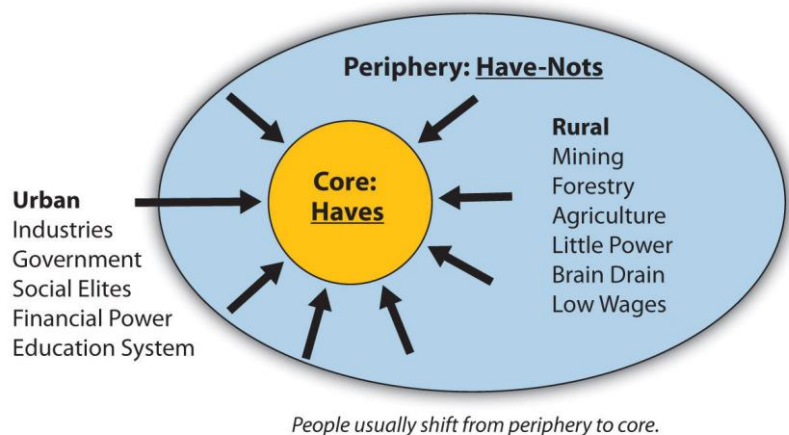 Periphery: Have-Nots
Core:
Haves
Urban
Industries
Government
Social Elites
Financial Power
Education System
Rural
Mining
Forestry
Agriculture
Little Power
Brain Drain
Low Wages
People usually shift from periphery to core.